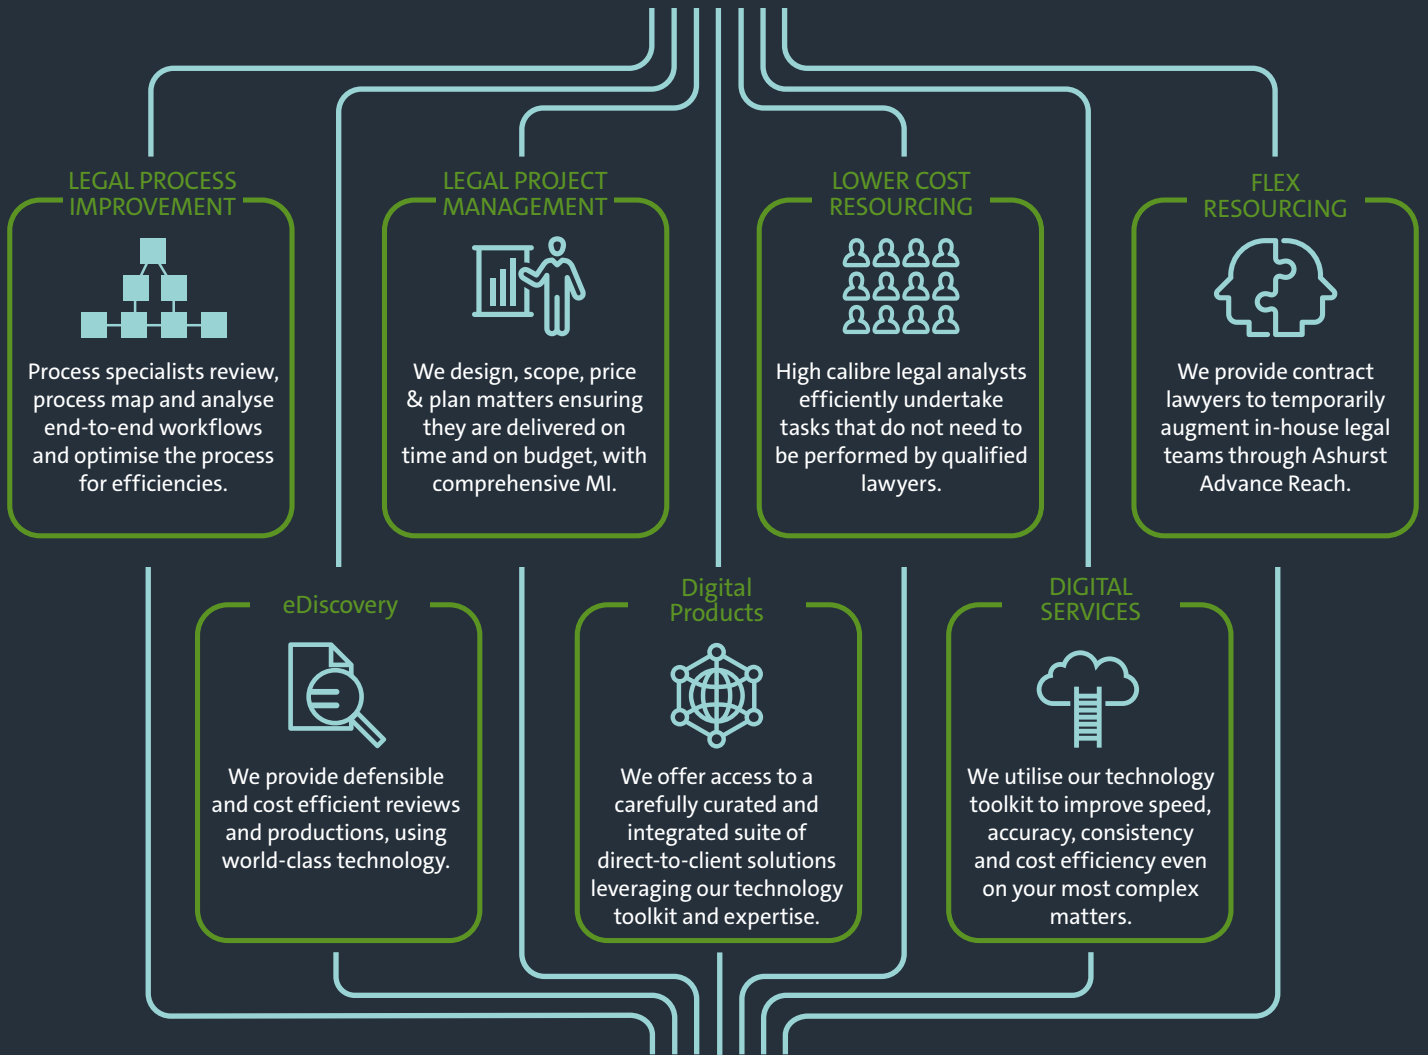 LEGAL PROCESS
IMPROVEMENT
Process specialists review,
process map and analyse
end-to-end workflows
and optimise the process
for efficiencies.
LEGAL PROJECT
MANAGEMENT
We design, scope, price
& plan matters ensuring
they are delivered on
time and on budget, with
comprehensive MI.
LOWER COST
RESOURCING
High calibre legal analysts
efficiently undertake
tasks that do not need to
be performed by qualified
lawyers.
FLEX
RESOURCING
We provide contract
lawyers to temporarily
augment in-house legal
teams through Ashurst
Advance Reach.
eDiscovery
We provide defensible
and cost efficient reviews
and productions, using
world-class technology.
Digital
Products
We offer access to a
carefully curated and
integrated suite of
direct-to-client solutions
leveraging our technology
toolkit and expertise.
DIGITAL
SERVICES
We utilise our technology
toolkit to improve speed,
accuracy, consistency
and cost efficiency even
on your most complex
matters.